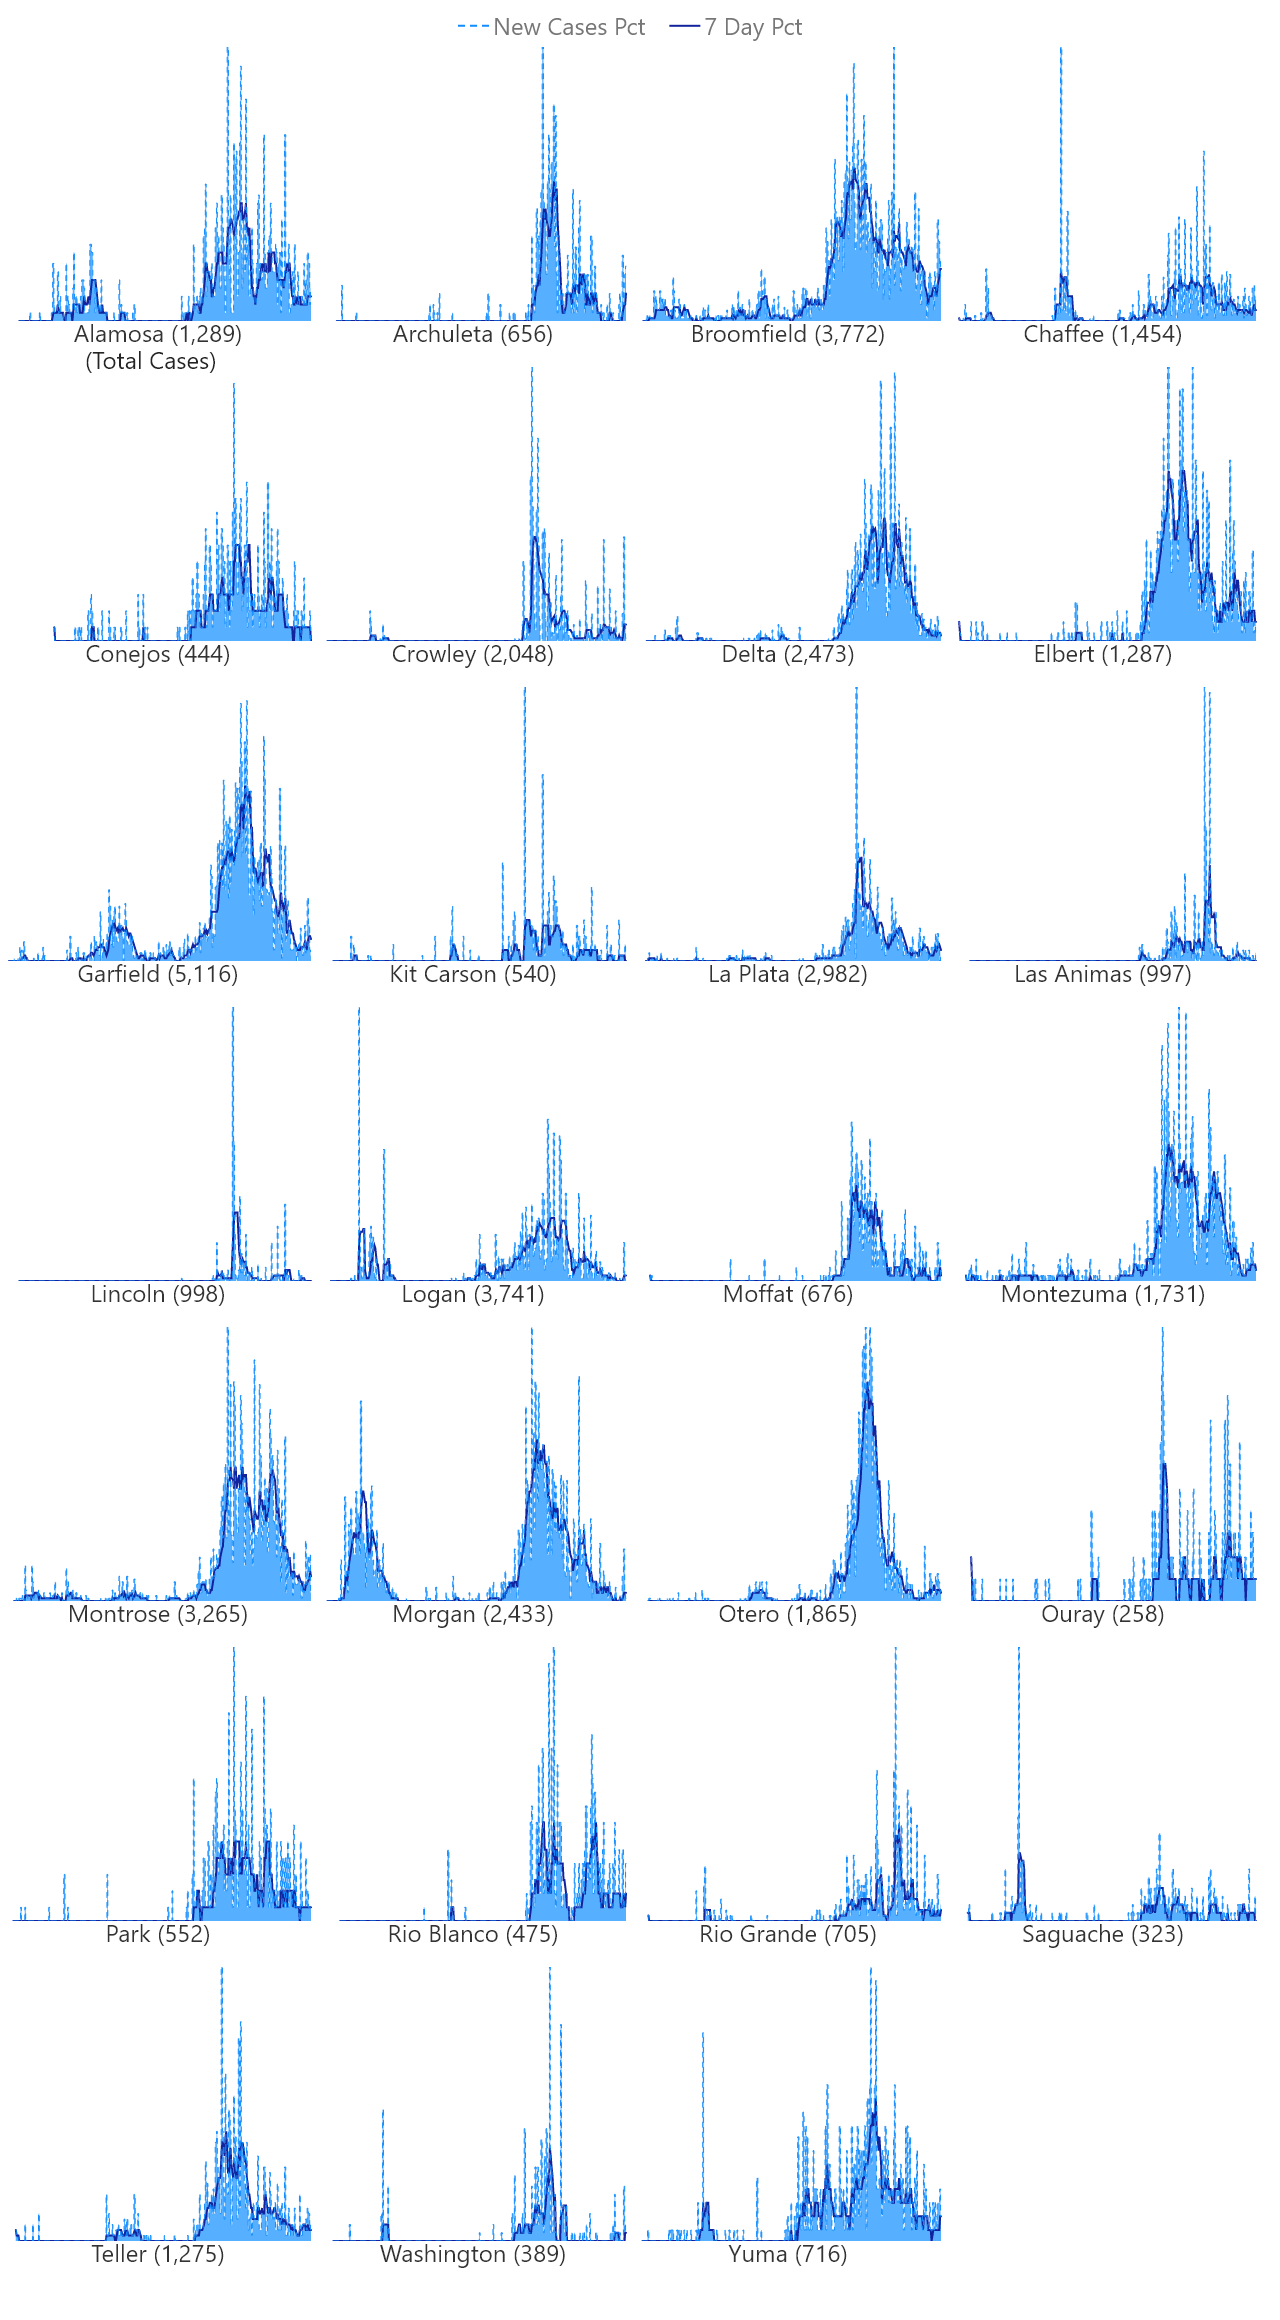 New Cases Pct 7 Day Pct
Alamosa (1,289) Archuleta (656) Broomfield (3,772) Chaffee (1,454)
(Total Cases)
Conejos (444) Crowley (2,048) Delta (2,473) Elbert (1,287)
Garfield (5,116) Kit Carson (540) La Plata (2,982) Las Animas (997)
Lincoln (998) Logan (3,741) Moffat (676) Montezuma (1,731)
Montrose (3,265) Morgan (2,433) Otero (1,865) Ouray (258)
Park (552) Rio Blanco (475) Rio Grande (705) Saguache (323)
Teller (1,275) Washington (389) Yuma (716)